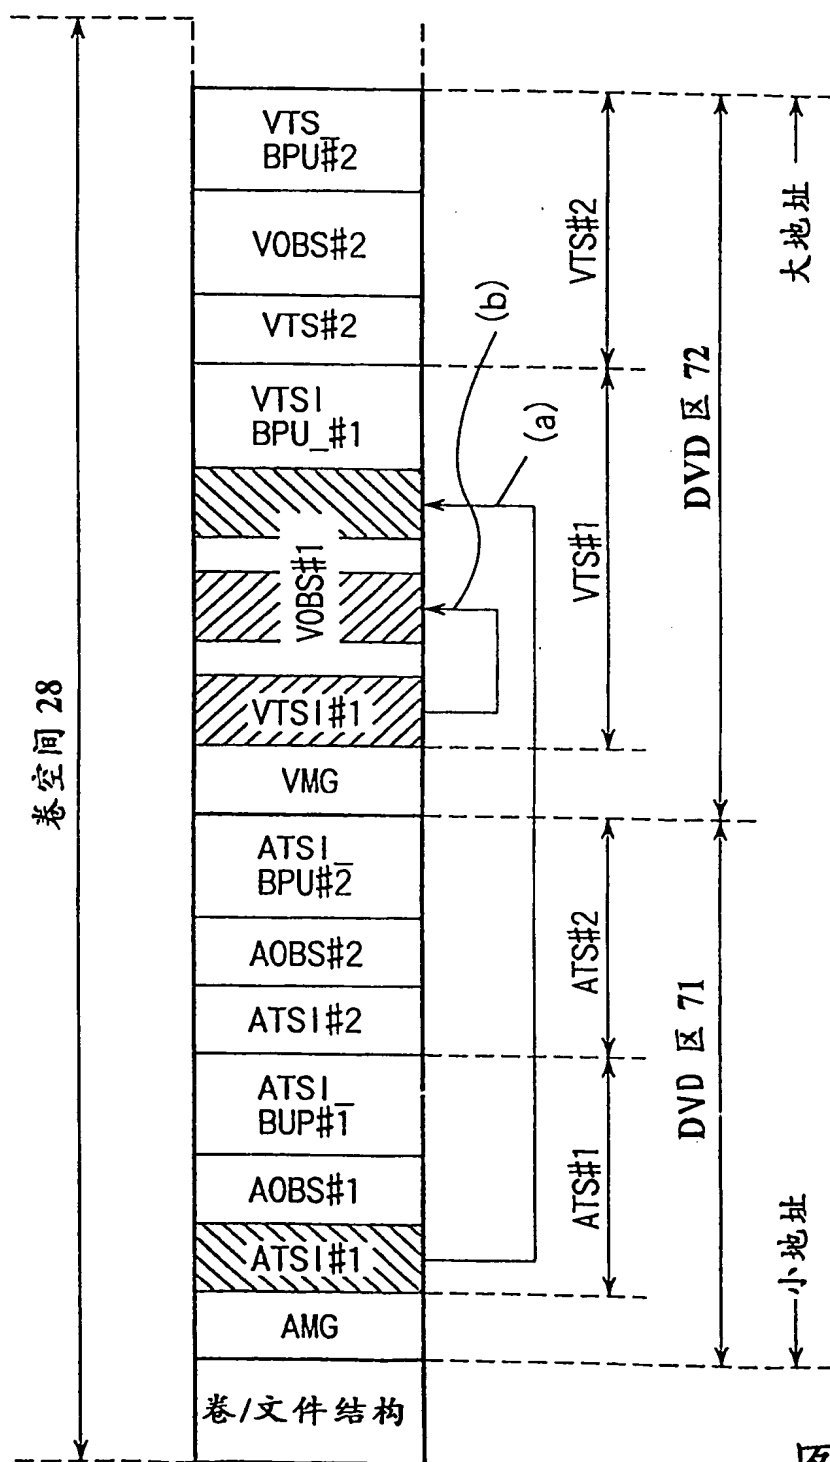 卷空间 28
VTS_
BPU#2
VOBS#2
VTS#2
VTSI
BPU_#1
VOBS#1
VTSI#1
VMG
ATSI_
BPU#2
AOBS#2
ATSI#2
ATSI_
BUP#1
AOBS#1
ATSI#1
AMG
卷/文件结构
(b)
(a)
VTS#2
VTS#1
ATS#2
ATS#1
DVD 区 72
DVD 区 71
大地址
小地址